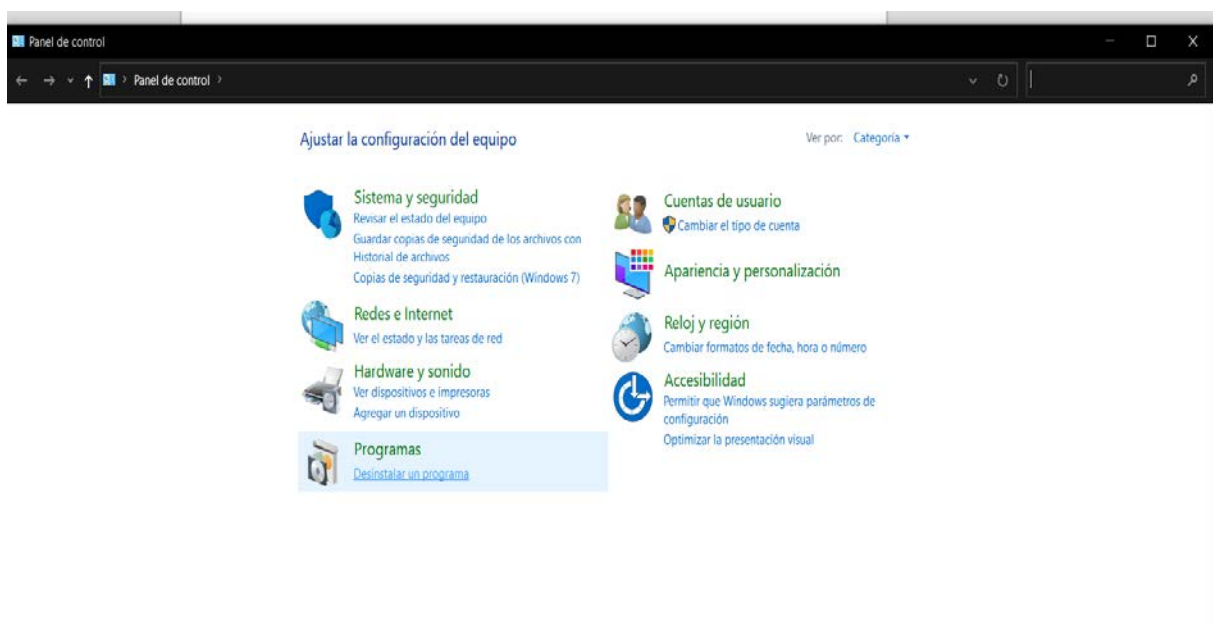 Panel de control
Panel de control
Ajustar la configuración del equipo
Ver por: Categoría
Sistema y seguridad
Revisar el estado del equipo
Guardar copias de seguridad de los archivos con
Historial de archivos
Copias de seguridad y restauración (Windows 7)
Redes e Internet
Ver el estado y las tareas de red
Hardware y sonido
Ver dispositivos e impresoras
Agregar un dispositivo
Programas
Desinstalar un programa
Cuentas de usuario
Cambiar el tipo de cuenta
Apariencia y personalización
Reloj y región
Cambiar formatos de fecha, hora o número
Accesibilidad
Permitir que Windows sugiera parámetros de
configuración
Optimizar la presentación visual